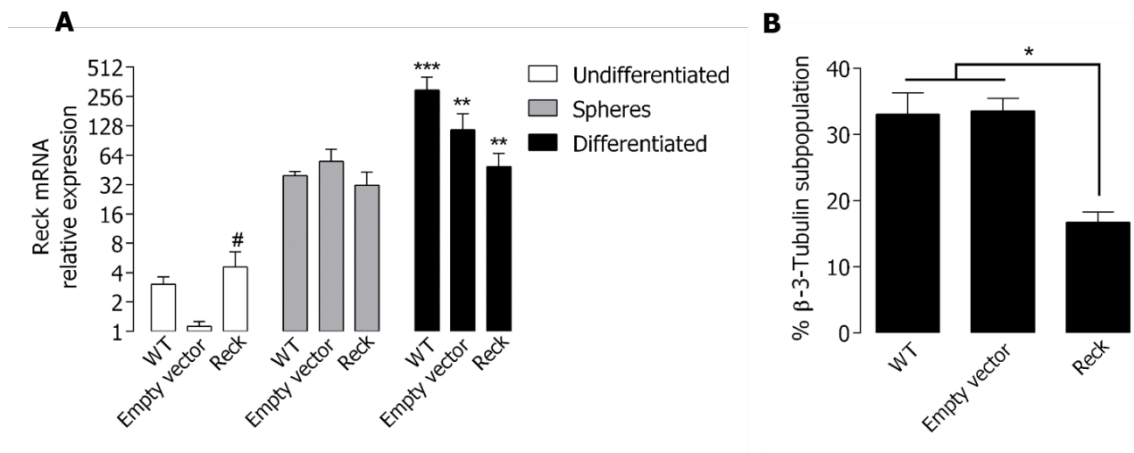 A
Reck mRNA
relative expression
512
256
128
64
32
16
8
4
2
1
#
***
**
**
Undifferentiated
Spheres
Differentiated
WT
Empty vector
Reck
WT
Empty vector
Reck
WT
Empty vector
Reck
B
% β-3-Tubulin subpopulation
40
30
20
10
0
*
WT
Empty vector
Reck